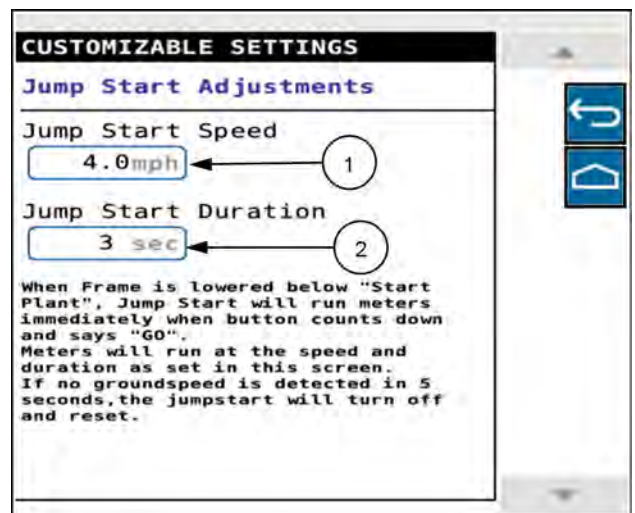 CUSTOMIZABLE SETTINGS
Jump Start Adjustments
Jump Start Speed
4.0mph
1
Jump Start Duration
3 sec
2
When Frame is lowered below "Start
Plant", Jump Start will run meters
immediately when button counts down
and says "GO".
Meters will run at the speed and
duration as set in this screen.
If no groundspeed is detected in 5
seconds,the jumpstart will turn off
and reset.